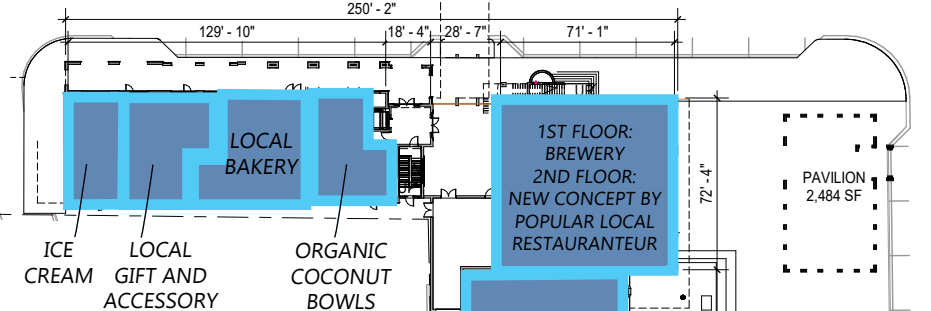 250' - 2"
129' - 10"
18' - 4"
28' - 7"
71' - 1"
LOCAL
BAKERY
1ST FLOOR:
BREWERY
2ND FLOOR:
NEW CONCEPT BY
POPULAR LOCAL
RESTAURANTEUR
72' - 4"
PAVILION
2,484 SF
ICE
CREAM
LOCAL
GIFT AND
ACCESSORY
ORGANIC
COCONUT
BOWLS